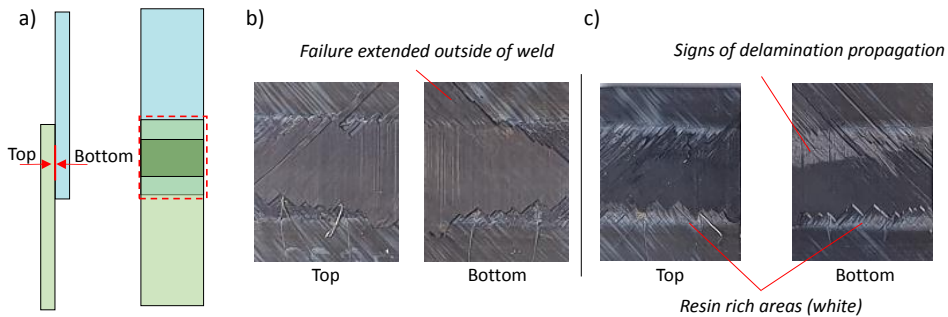 a)
Top
Bottom
b)
Failure extended outside of weld
Top
Bottom
c)
Signs of delamination propagation
Top
Bottom
Resin rich areas (white)